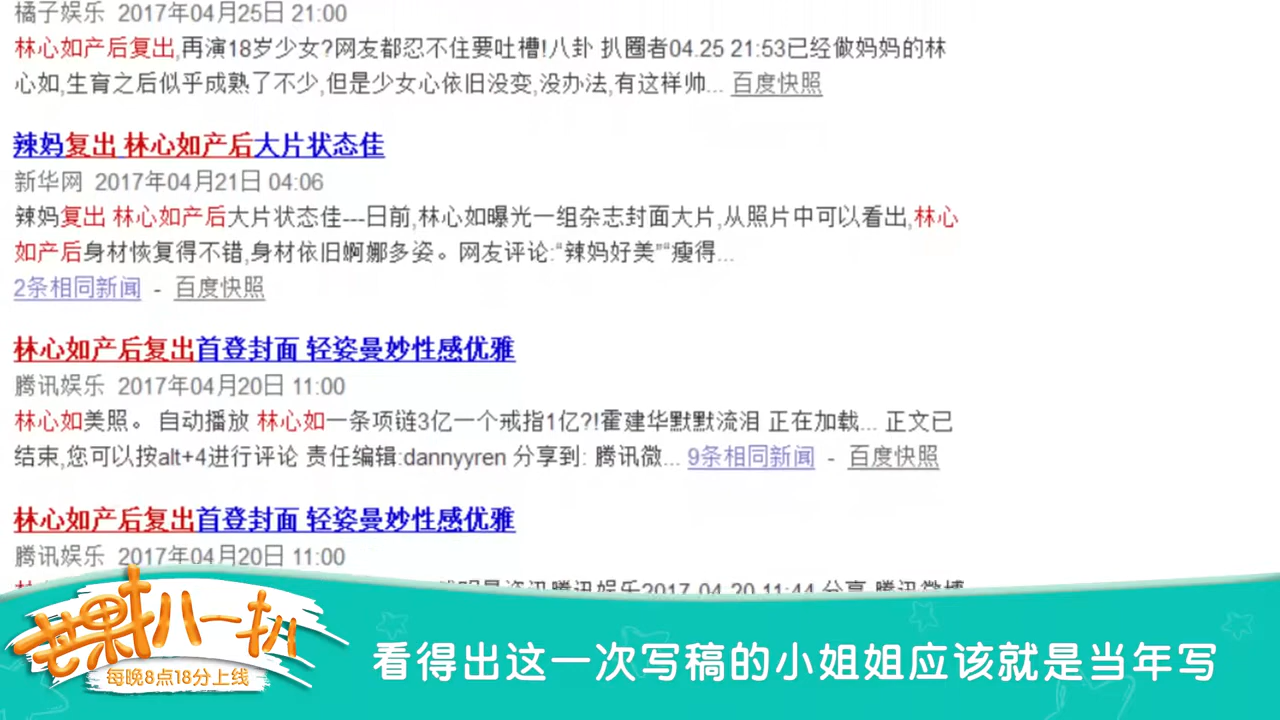 橘子娱乐 2017年04月25日 21:00
林心如产后复出,再演18岁少女?网友都忍不住要吐槽!八卦 扒圈者04.25 21:53已经做妈妈的林
心如,生育之后似乎成熟了不少,但是少女心依旧没变,没办法,有这样帅... 百度快照
辣妈复出 林心如产后大片状态佳
新华网 2017年04月21日 04:06
辣妈复出 林心如产后大片状态佳---日前,林心如曝光一组杂志封面大片,从照片中可以看出,林心
如产后身材恢复得不错,身材依旧婀娜多姿。网友评论:“辣妈好美”“瘦得...
2条相同新闻 - 百度快照
林心如产后复出首登封面 轻姿曼妙性感优雅
腾讯娱乐 2017年04月20日 11:00
林心如美照。 自动播放 林心如一条项链3亿一个戒指1亿?!霍建华默默流泪 正在加载... 正文已
结束,您可以按alt+4进行评论 责任编辑:dannyyren 分享到: 腾讯微... 9条相同新闻 - 百度快照
林心如产后复出首登封面 轻姿曼妙性感优雅
腾讯娱乐 2017年04月20日 11:00
腾讯娱乐2017-04-20 11:44 分享 腾讯微博
芒果扒一扒
每晚8点18分上线
看得出这一次写稿的小姐姐应该就是当年写